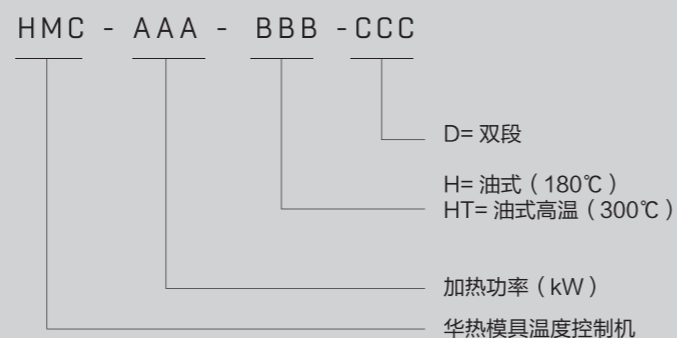 HMC - AAA - BBB -CCC
D= 双段
H= 油式（180℃）
HT= 油式高温（300℃）
加热功率（kW）
华热模具温度控制机